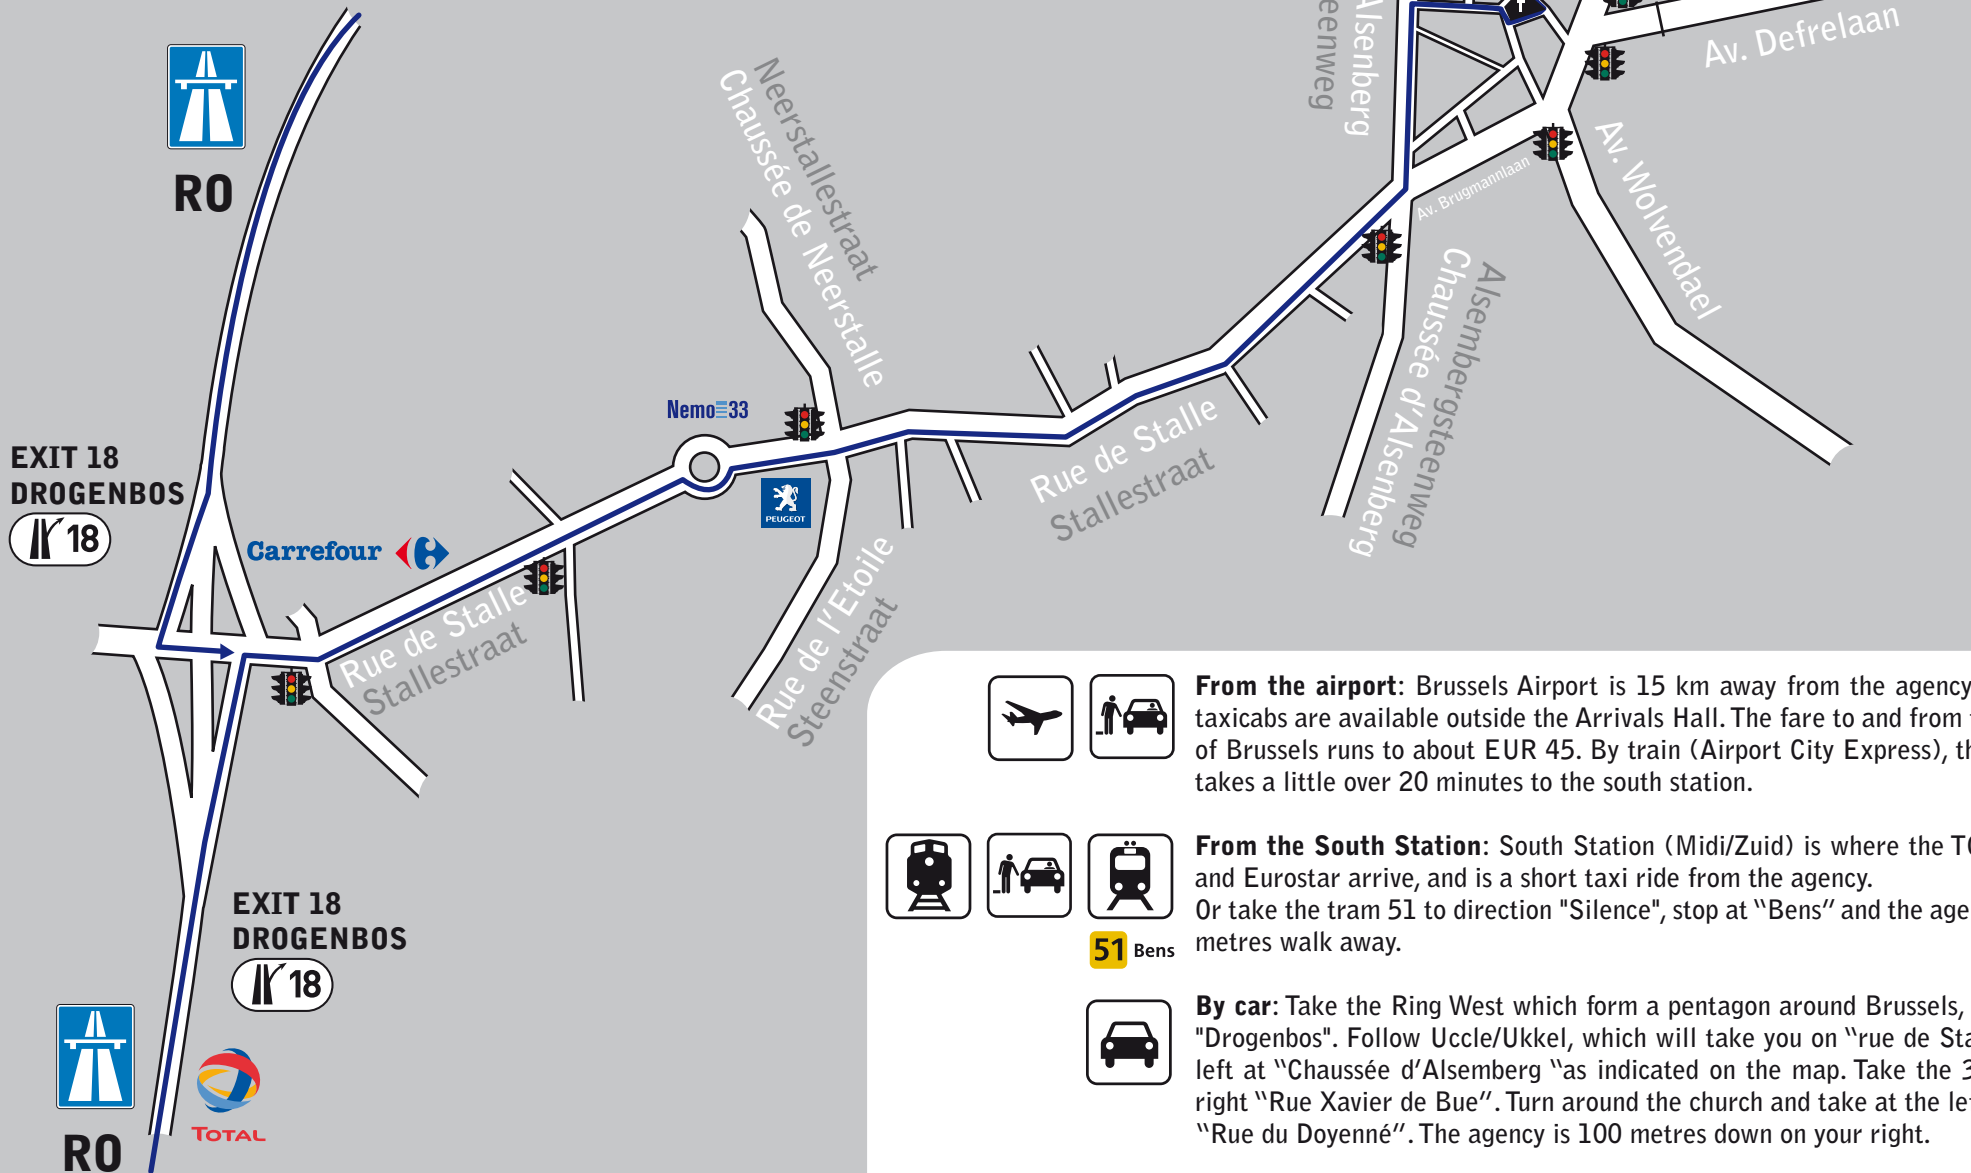 RO
Neerstallestraat
Chaussée de Neerstalle
Alsenberg
eenweg
Av. Defrelaan
Av. Wolvendael
Av. Brugmannlaan
Chaussée d'Alsenberg
Alsembergsteenweg
Nemo 33
PEUGEOT
Rue de Stalle
Stallestraat
EXIT 18
DROGENBOS
18
Carrefour
Rue de Stalle
Stallestraat
Rue de l'Etoile
Steenstraat
EXIT 18
DROGENBOS
18
TOTAL
RO
From the airport: Brussels Airport is 15 km away from the agency
taxicabs are available outside the Arrivals Hall. The fare to and from
of Brussels runs to about EUR 45. By train (Airport City Express), th
takes a little over 20 minutes to the south station.
From the South Station: South Station (Midi/Zuid) is where the TG
and Eurostar arrive, and is a short taxi ride from the agency.
Or take the tram 51 to direction "Silence", stop at “Bens” and the age
metres walk away.
51 Bens
By car: Take the Ring West which form a pentagon around Brussels,
"Drogenbos". Follow Uccle/Ukkel, which will take you on “rue de Sta
left at “Chaussée d'Alsemberg “as indicated on the map. Take the 3
right “Rue Xavier de Bue”. Turn around the church and take at the le
“Rue du Doyenné”. The agency is 100 metres down on your right.